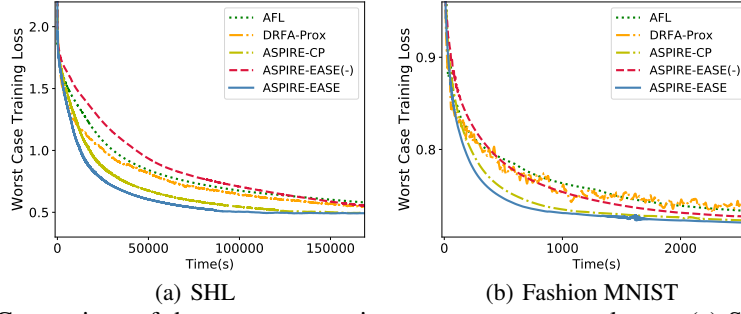 2.0
1.5
1.0
0.5
Worst Case Training Loss
AFL
DRFA-Prox
ASPIRE-CP
ASPIRE-EASE(-)
ASPIRE-EASE
0
50000
100000
150000
Time(s)
(a) SHL
0.9
0.8
Worst Case Training Loss
AFL
DRFA-Prox
ASPIRE-CP
ASPIRE-EASE(-)
ASPIRE-EASE
0
1000
2000
Time(s)
(b) Fashion MNIST